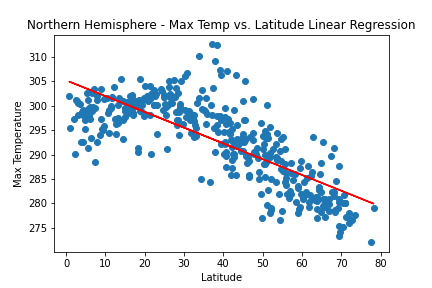 Northern Hemisphere - Max Temp vs. Latitude Linear Regression
Max Temperature
310
305
300
295
290
285
280
275
0 10 20 30 40 50 60 70 80
Latitude